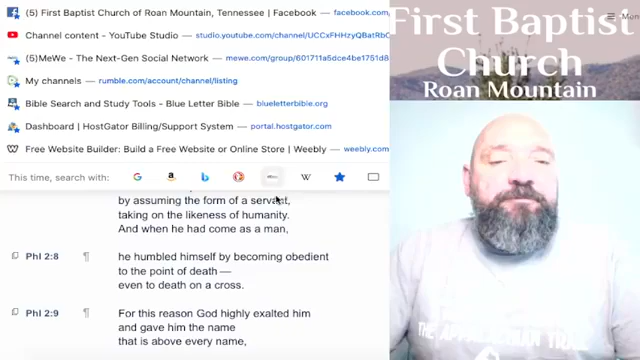 (5) First Baptist Church of Roan Mountain, Tennessee | Facebook — facebook.com
Channel content - YouTube Studio — studio.youtube.com/channel/
(5)MeWe - The Next-Gen Social Network — mewe.com/group/601711a5dce4be1751d8
My channels — rumble.com/account/channel/listing
Bible Search and Study Tools - Blue Letter Bible — blueletterbible.org
Dashboard | HostGator Billing/Support System — portal.hostgator.com
Free Website Builder: Build a Free Website or Online Store | Weebly — weebly.com
This time, search with:
by assuming the form of a servant,
taking on the likeness of humanity.
And when he had come as a man,
Phl 2:8 ¶ he humbled himself by becoming obedient
to the point of death —
even to death on a cross.
Phl 2:9 ¶ For this reason God highly exalted him
and gave him the name
that is above every name,
First Baptist
Church
Roan Mountain
THE APPALACHIAN TRAIL